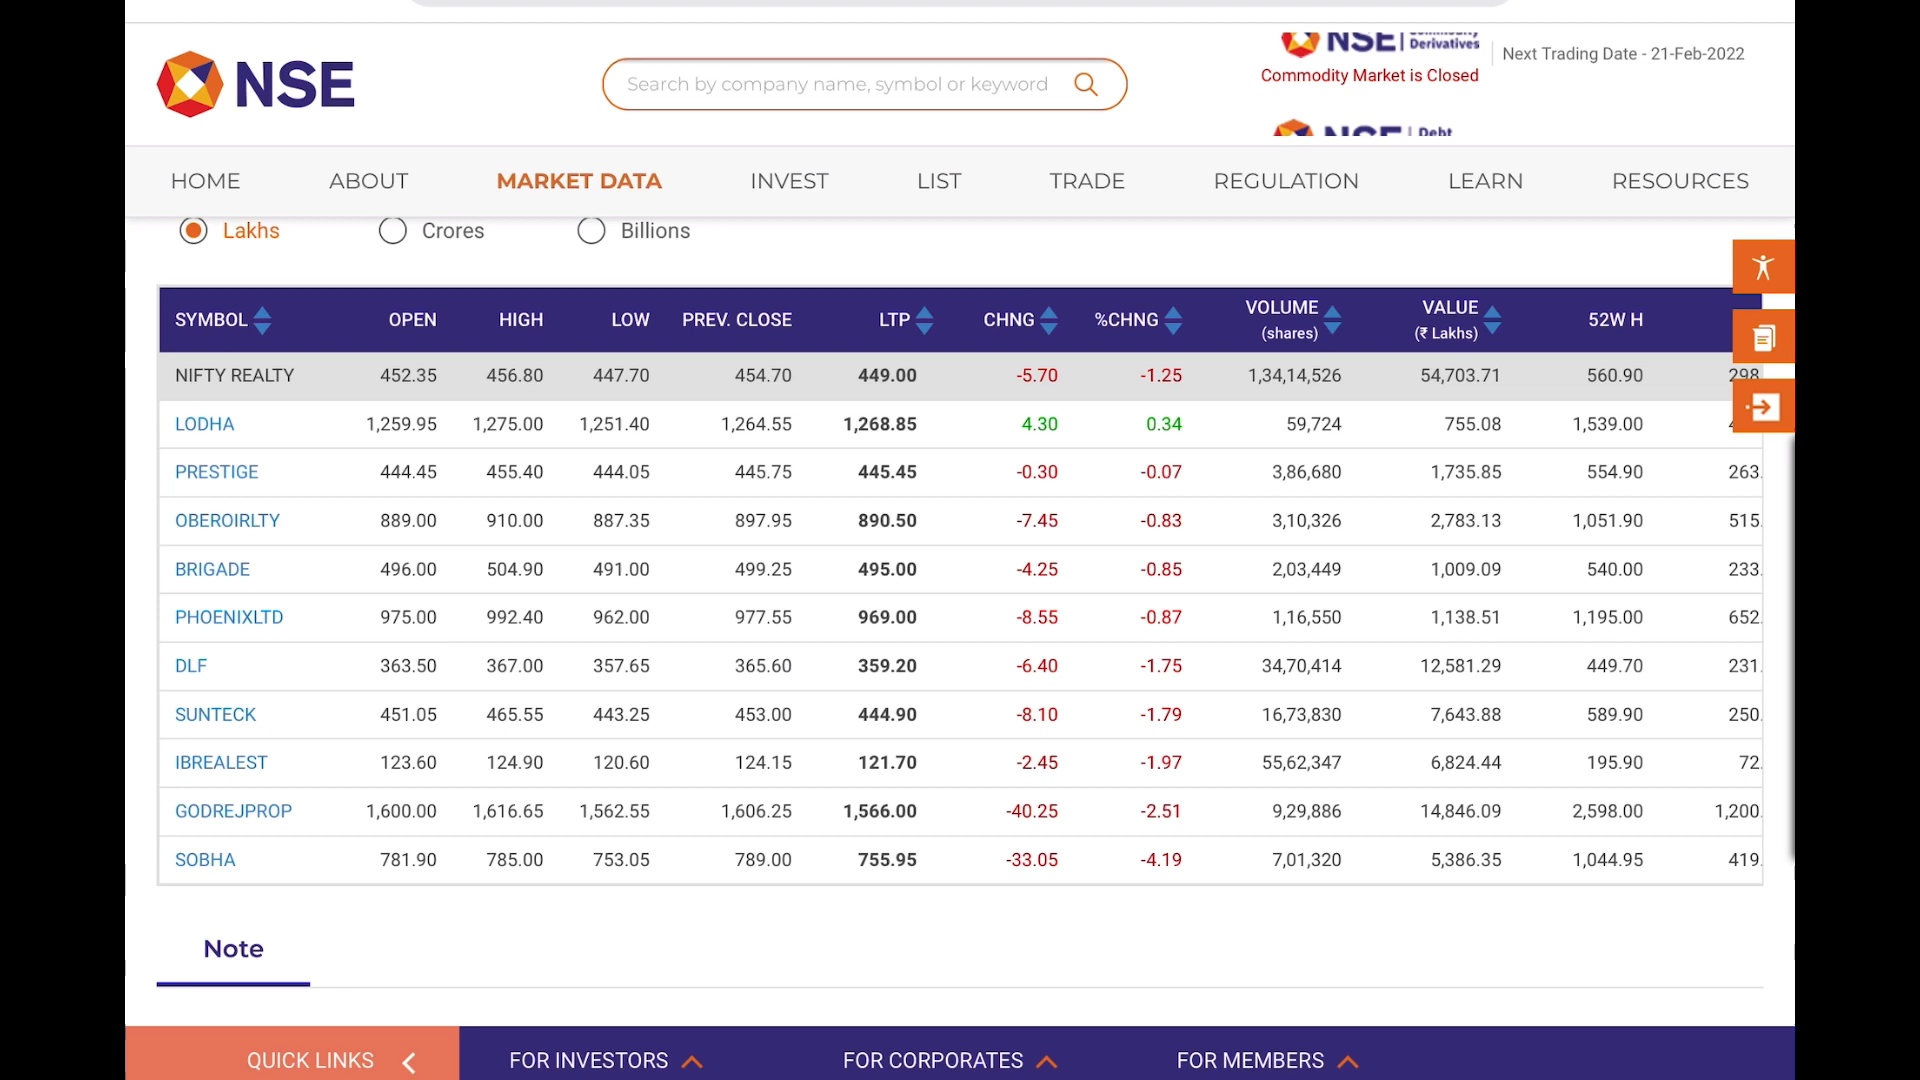 NSE
Search by company name, symbol or keyword
NSE | Commodity Derivatives
Commodity Market is Closed
Next Trading Date - 21-Feb-2022
NSE | Debt
HOME ABOUT MARKET DATA INVEST LIST TRADE REGULATION LEARN RESOURCES
Lakhs Crores Billions
SYMBOL OPEN HIGH LOW PREV. CLOSE LTP CHNG %CHNG VOLUME (shares) VALUE (₹ Lakhs) 52W H
NIFTY REALTY 452.35 456.80 447.70 454.70 449.00 -5.70 -1.25 1,34,14,526 54,703.71 560.90 298
LODHA 1,259.95 1,275.00 1,251.40 1,264.55 1,268.85 4.30 0.34 59,724 755.08 1,539.00
PRESTIGE 444.45 455.40 444.05 445.75 445.45 -0.30 -0.07 3,86,680 1,735.85 554.90 263.
OBEROIRLTY 889.00 910.00 887.35 897.95 890.50 -7.45 -0.83 3,10,326 2,783.13 1,051.90 515.
BRIGADE 496.00 504.90 491.00 499.25 495.00 -4.25 -0.85 2,03,449 1,009.09 540.00 233.
PHOENIXLTD 975.00 992.40 962.00 977.55 969.00 -8.55 -0.87 1,16,550 1,138.51 1,195.00 652.
DLF 363.50 367.00 357.65 365.60 359.20 -6.40 -1.75 34,70,414 12,581.29 449.70 231.
SUNTECK 451.05 465.55 443.25 453.00 444.90 -8.10 -1.79 16,73,830 7,643.88 589.90 250.
IBREALEST 123.60 124.90 120.60 124.15 121.70 -2.45 -1.97 55,62,347 6,824.44 195.90 72.
GODREJPROP 1,600.00 1,616.65 1,562.55 1,606.25 1,566.00 -40.25 -2.51 9,29,886 14,846.09 2,598.00 1,200.
SOBHA 781.90 785.00 753.05 789.00 755.95 -33.05 -4.19 7,01,320 5,386.35 1,044.95 419.
Note
QUICK LINKS FOR INVESTORS FOR CORPORATES FOR MEMBERS